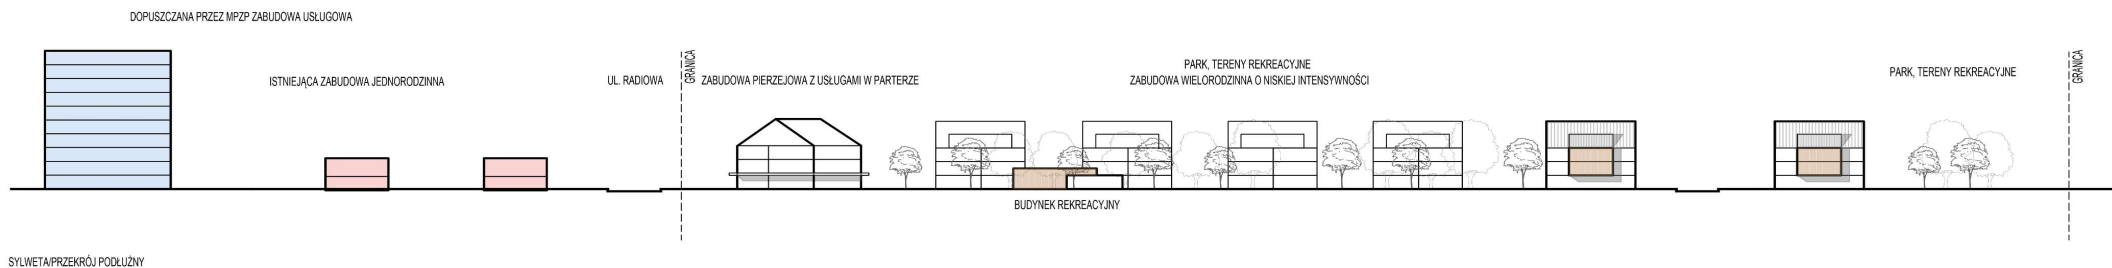 DOPUSZCZANA PRZEZ MPZP ZABUDOWA USŁUGOWA
ISTNIEJĄCA ZABUDOWA JEDNORODZINNA
UL. RADIOWA
GRANICA
ZABUDOWA PIERZEJOWA Z USŁUGAMI W PARTERZE
PARK, TERENY REKREACYJNE
ZABUDOWA WIELORODZINNA O NISKIEJ INTENSYWNOŚCI
PARK, TERENY REKREACYJNE
GRANICA
BUDYNEK REKREACYJNY
SYLWETA/PRZEKRÓJ PODŁUŻNY